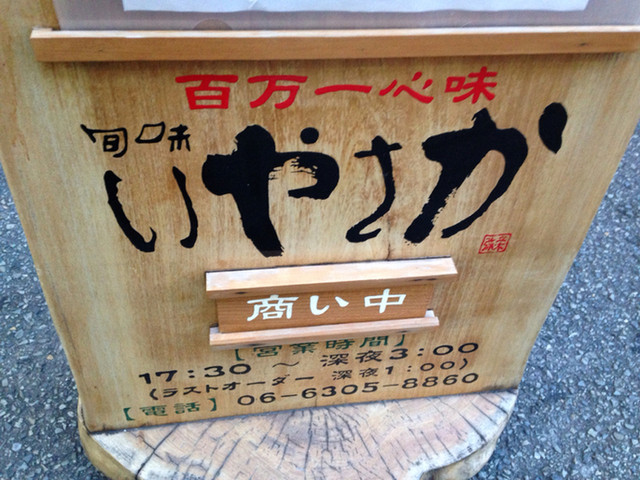 百万一心味
旬味
いやさか
商い中
【営業時間】
17:30 ～ 深夜3:00
(ラストオーダー 深夜1:00)
【電話】 06-6305-8860